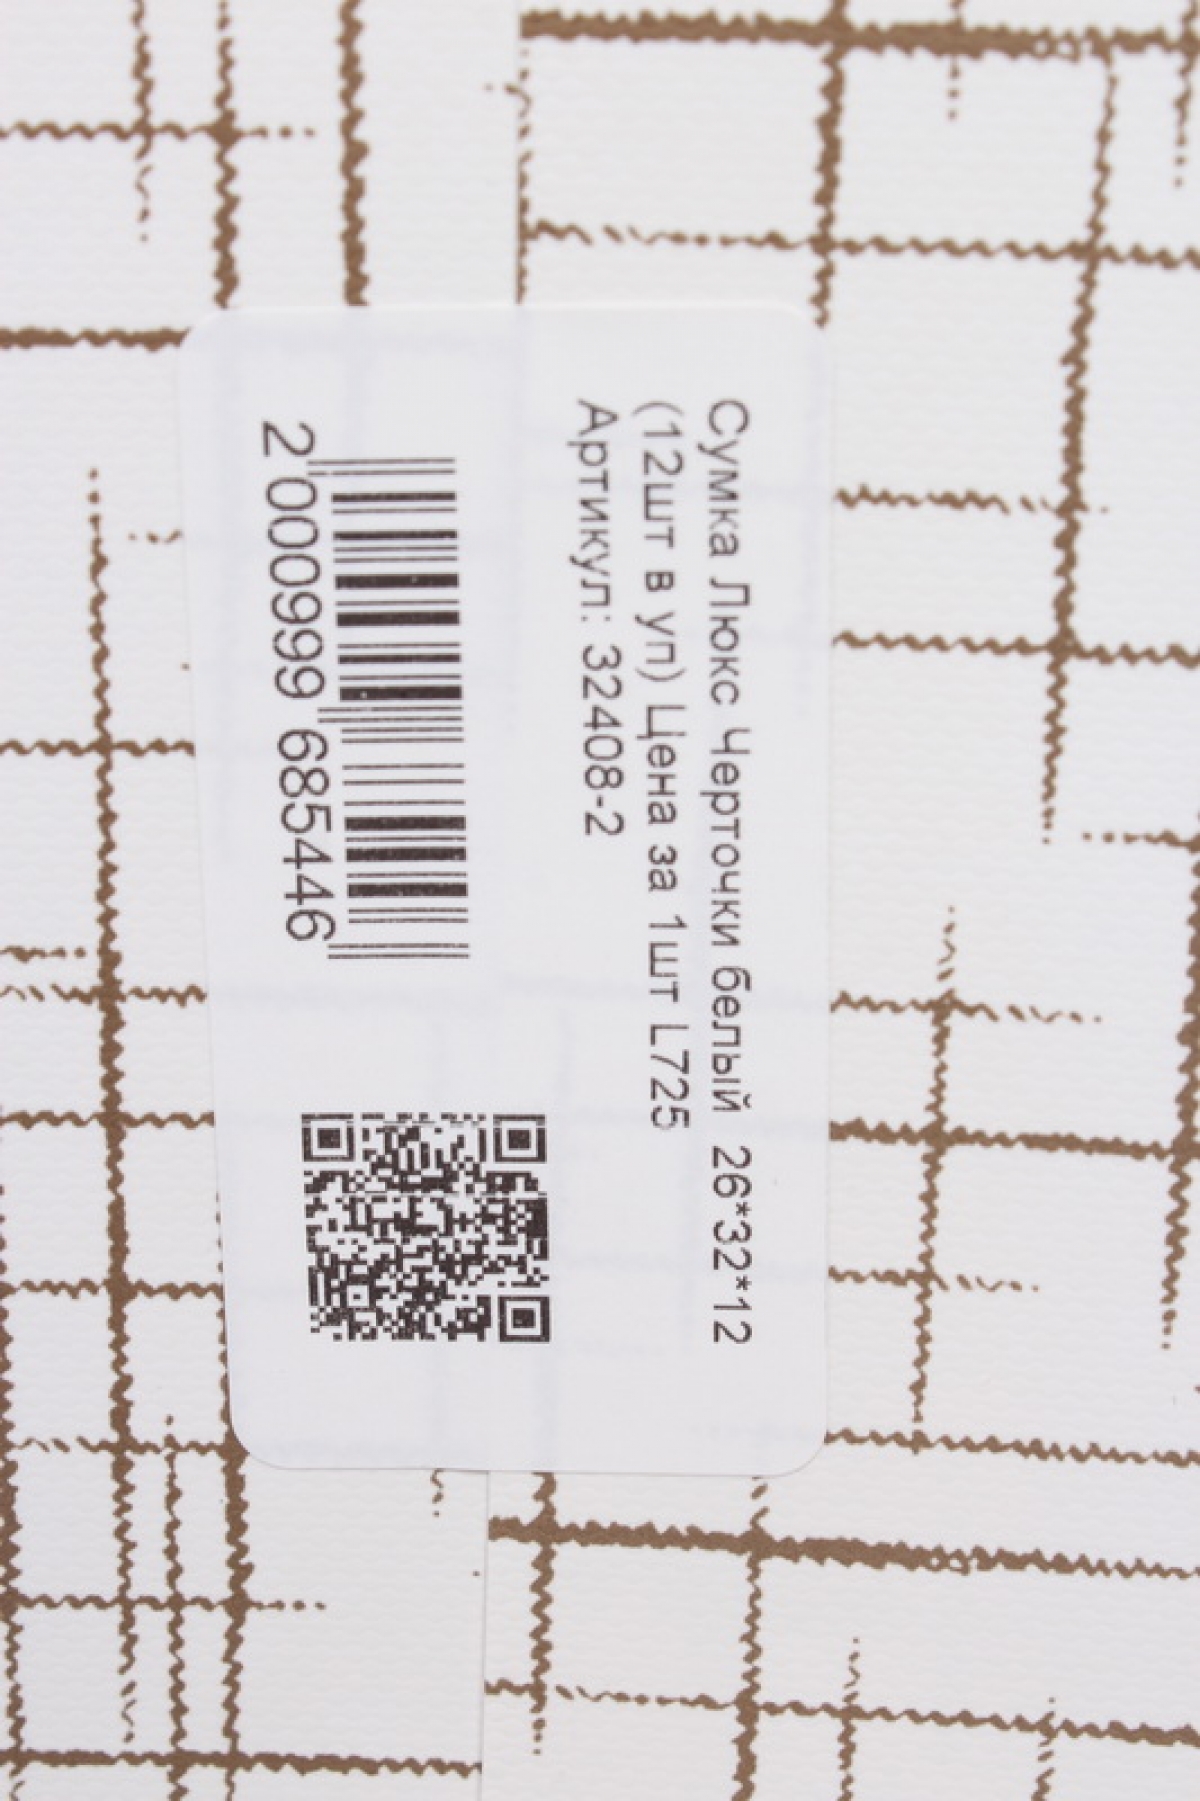 Сумка Люкс Черточки белый 26*32*12
(12шт в уп) Цена за 1шт L725
Артикул: 32408-2
2 000999 685446